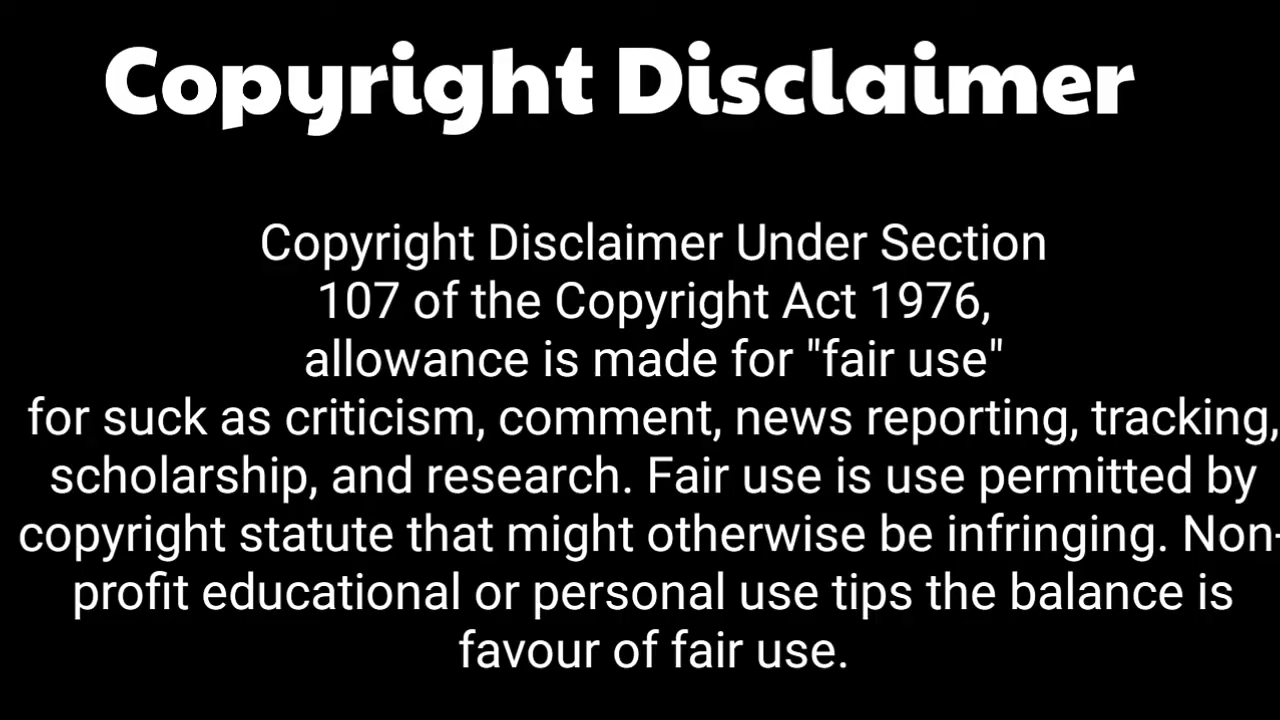 Copyright Disclaimer
Copyright Disclaimer Under Section
107 of the Copyright Act 1976,
allowance is made for "fair use"
for suck as criticism, comment, news reporting, tracking,
scholarship, and research. Fair use is use permitted by
copyright statute that might otherwise be infringing. Non-
profit educational or personal use tips the balance is
favour of fair use.